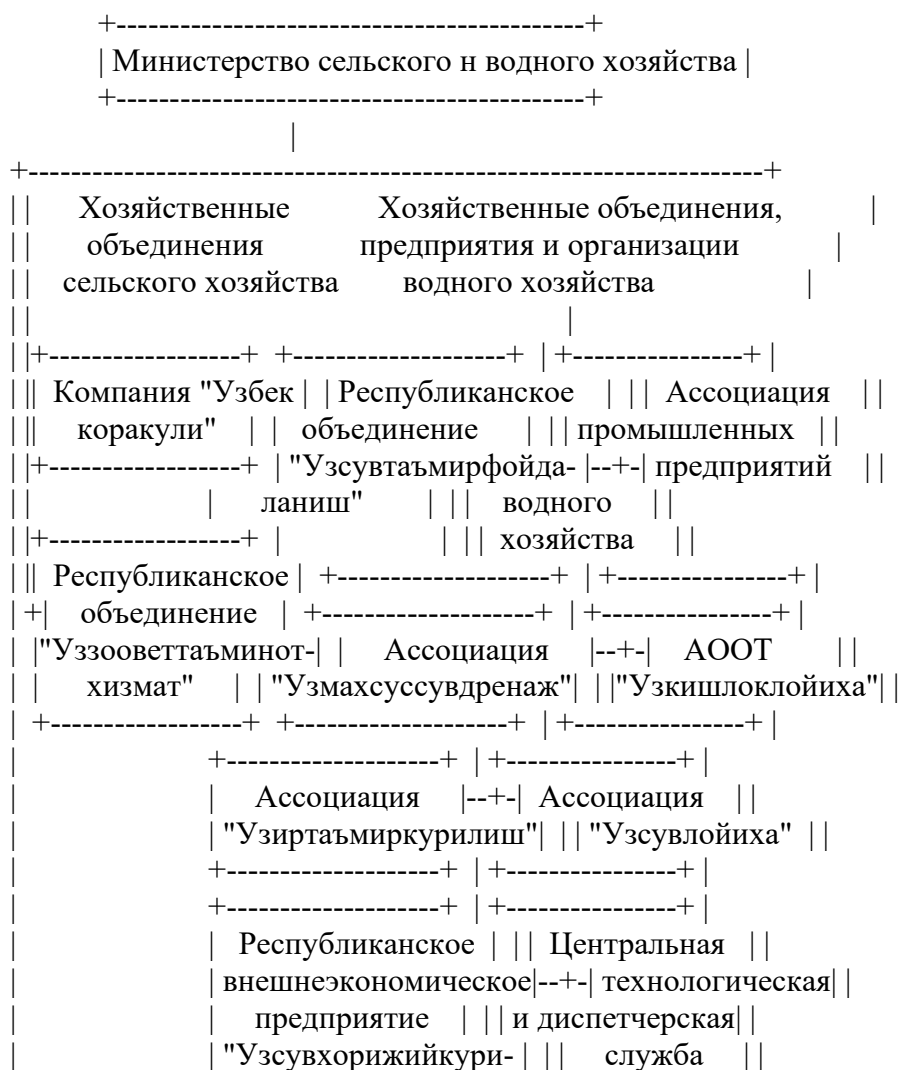 Министерство сельского н водного хозяйства
Хозяйственные Хозяйственные объединения,
объединения предприятия и организации
сельского хозяйства водного хозяйства
Компания "Узбек Республиканское Ассоциация
коракули" объединение промышленных
"Узсувтаъмирфойда- предприятий
ланиш" водного
хозяйства
Республиканское
объединение
"Уззооветтаъминот- Ассоциация АООТ
хизмат" "Узмахсуссувдренаж" "Узкишлоклойиха"
Ассоциация Ассоциация
"Узиртаъмиркурилиш" "Узсувлойиха"
Республиканское Центральная
внешнеэкономическое технологическая
предприятие и диспетчерская
"Узсувхорижийкури- служба